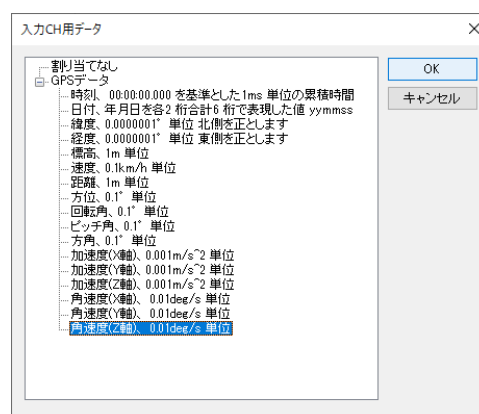 入力CH用データ
割り当てなし
GPSデータ
時刻、 00:00:00.000 を基準とした1ms 単位の累積時間
日付、年月日を各2 桁合計6 桁で表現した値 yymmss
緯度、0.0000001° 単位 北側を正とします
経度、0.0000001° 単位 東側を正とします
標高、1m 単位
速度、0.1km/h 単位
距離、1m 単位
方位、0.1° 単位
回転角、0.1° 単位
ピッチ角、0.1° 単位
方角、0.1° 単位
加速度(X軸)、0.001m/s^2 単位
加速度(Y軸)、0.001m/s^2 単位
加速度(Z軸)、0.001m/s^2 単位
角速度(X軸)、 0.01deg/s 単位
角速度(Y軸)、 0.01deg/s 単位
角速度(Z軸)、 0.01deg/s 単位
OK
キャンセル